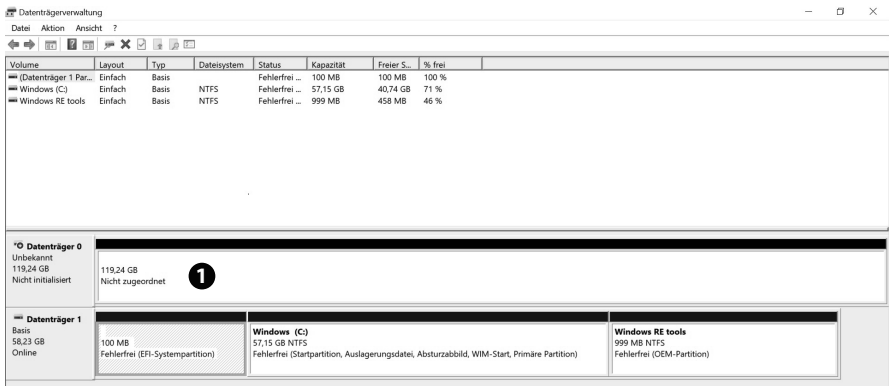 Datenträgerverwaltung
Datei Aktion Ansicht ?
Volume Layout Typ Dateisystem Status Kapazität Freier S... % frei
(Datenträger 1 Par... Einfach Basis Fehlerfrei ... 100 MB 100 MB 100 %
Windows (C:) Einfach Basis NTFS Fehlerfrei ... 57,15 GB 40,74 GB 71 %
Windows RE tools Einfach Basis NTFS Fehlerfrei ... 999 MB 458 MB 46 %
Datenträger 0
Unbekannt
119,24 GB
Nicht initialisiert
119,24 GB
Nicht zugeordnet
1
Datenträger 1
Basis
58,23 GB
Online
100 MB
Fehlerfrei (EFI-Systempartition)
Windows (C:)
57,15 GB NTFS
Fehlerfrei (Startpartition, Auslagerungsdatei, Absturzabbild, WIM-Start, Primäre Partition)
Windows RE tools
999 MB NTFS
Fehlerfrei (OEM-Partition)